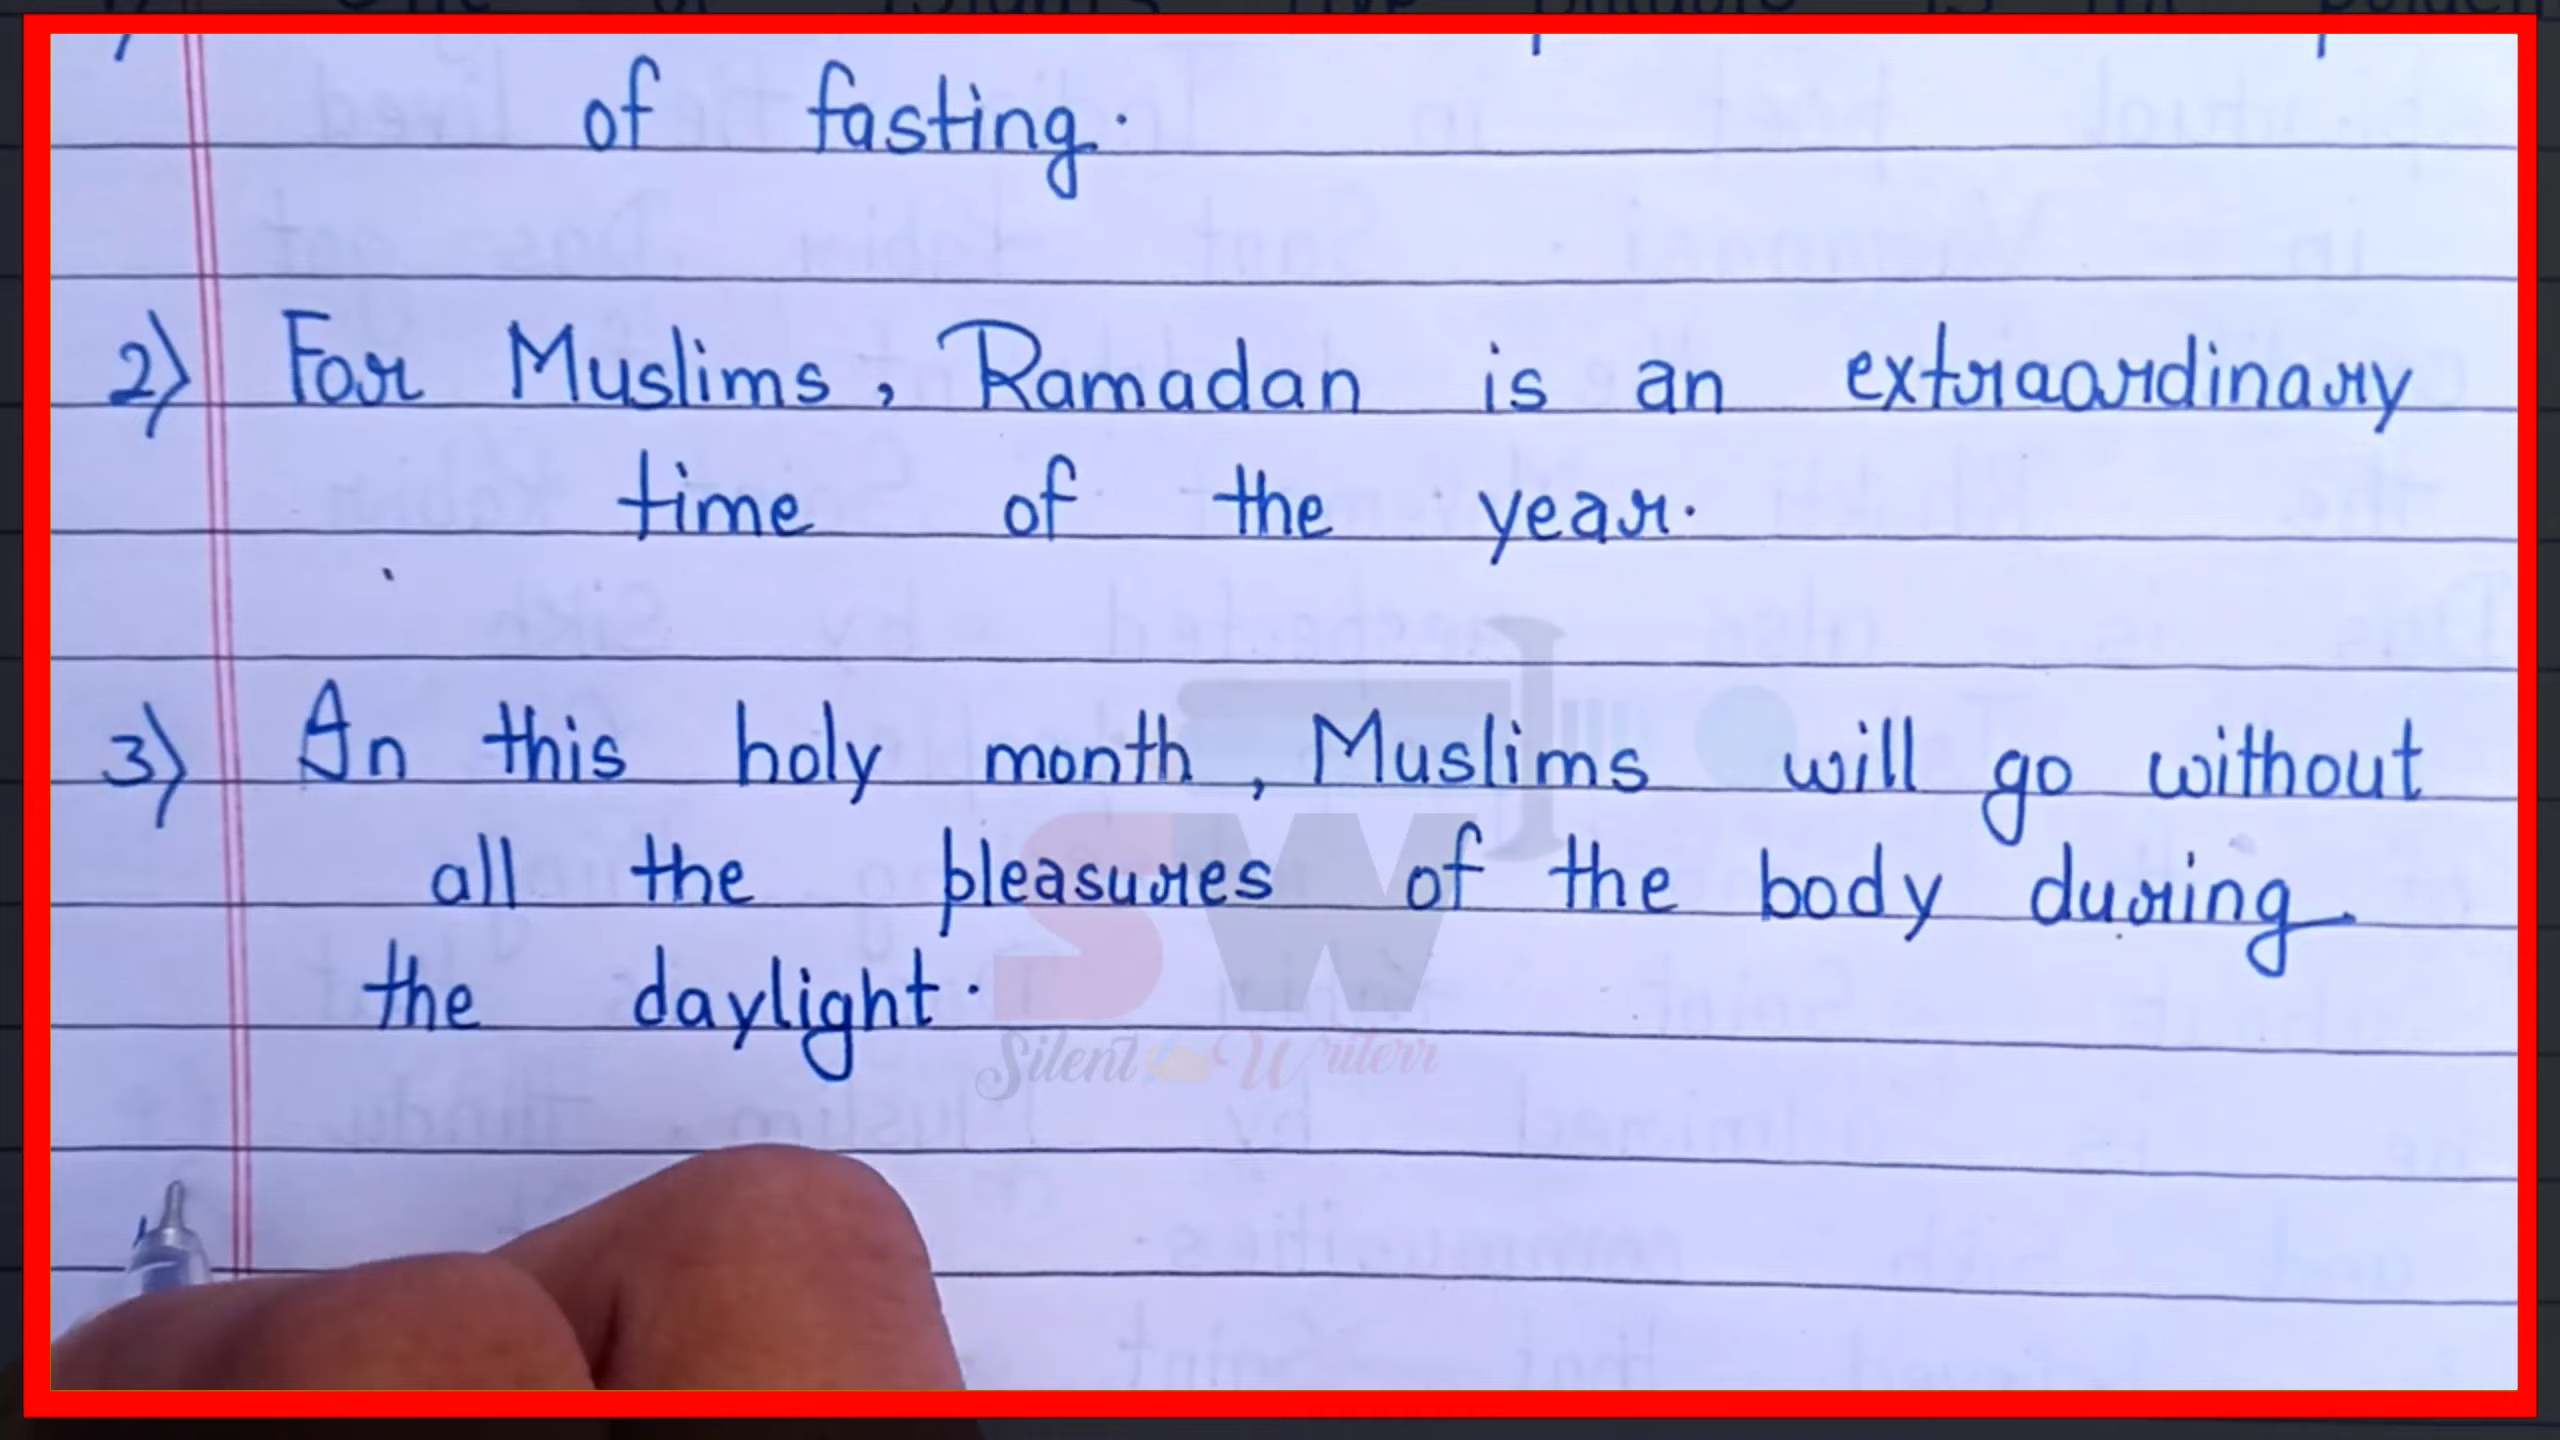 of fasting.
2) For Muslims, Ramadan is an extraordinary
time of the year.
3) In this holy month, Muslims will go without
all the pleasures of the body during
the daylight.
SW
Silent Writerr